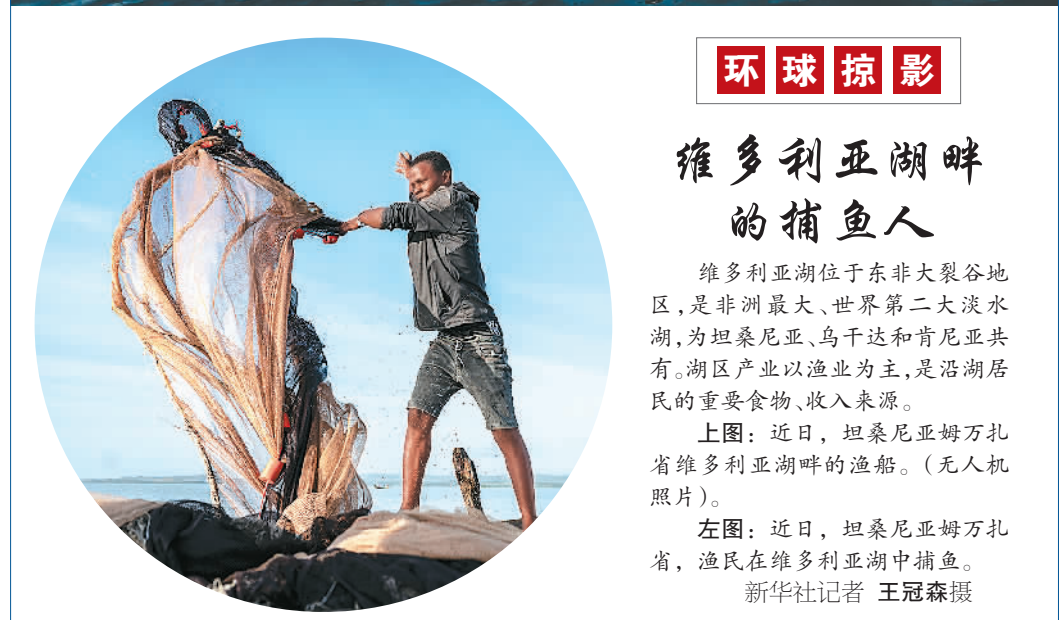 环球掠影
维多利亚湖畔
的捕鱼人
维多利亚湖位于东非大裂谷地
区,是非洲最大、世界第二大淡水
湖,为坦桑尼亚、乌干达和肯尼亚共
有。湖区产业以渔业为主,是沿湖居
民的重要食物、收入来源。
上图：近日，坦桑尼亚姆万扎
省维多利亚湖畔的渔船。（无人机
照片）。
左图：近日，坦桑尼亚姆万扎
省，渔民在维多利亚湖中捕鱼。
新华社记者 王冠森摄